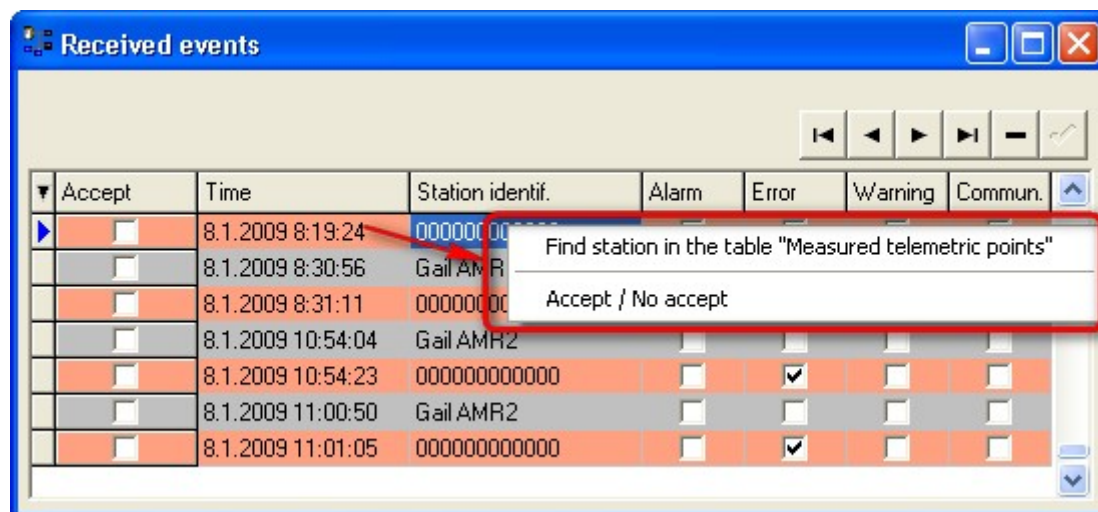 Received events
Accept Time Station identif. Alarm Error Warning Commun.
8.1.2009 8:19:24
Find station in the table "Measured telemetric points"
8.1.2009 8:30:56 Gail
Accept / No accept
8.1.2009 8:31:11
8.1.2009 10:54:04 Gail AMR2
8.1.2009 10:54:23 000000000000
8.1.2009 11:00:50 Gail AMR2
8.1.2009 11:01:05 000000000000